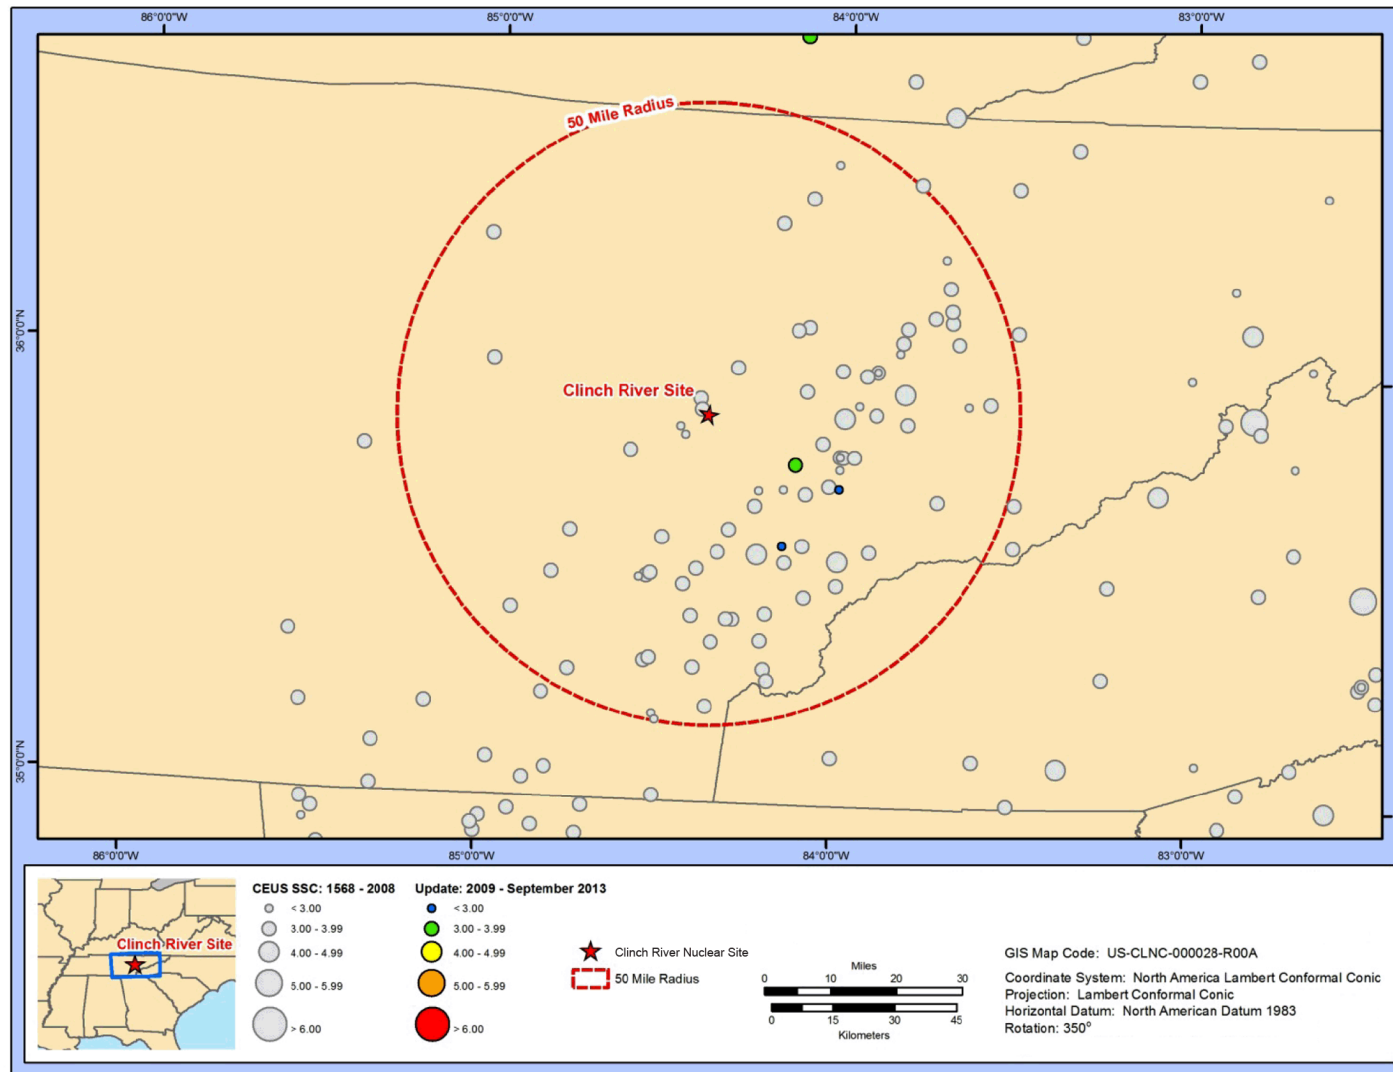 86°0'0"W 85°0'0"W 84°0'0"W 83°0'0"W
50 Mile Radius
36°0'0"N
Clinch River Site
35°0'0"N
86°0'0"W 85°0'0"W 84°0'0"W 83°0'0"W
Clinch River Site
CEUS SSC: 1568 - 2008
< 3.00
3.00 - 3.99
4.00 - 4.99
5.00 - 5.99
> 6.00
Update: 2009 - September 2013
< 3.00
3.00 - 3.99
4.00 - 4.99
5.00 - 5.99
> 6.00
Clinch River Nuclear Site
50 Mile Radius
Miles
0 10 20 30
0 15 30 45
Kilometers
GIS Map Code: US-CLNC-000028-R00A
Coordinate System: North America Lambert Conformal Conic
Projection: Lambert Conformal Conic
Horizontal Datum: North American Datum 1983
Rotation: 350°